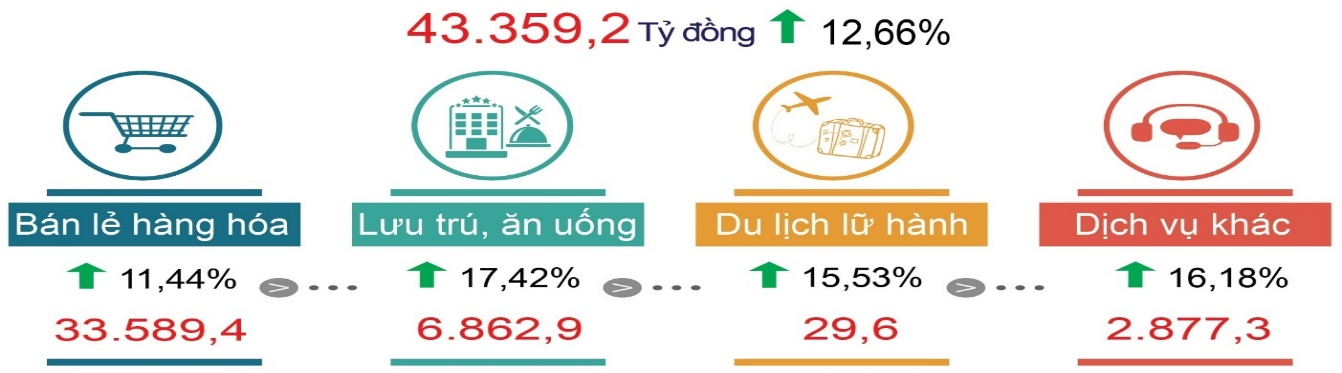 43.359,2 Tỷ đồng 12,66%
Bán lẻ hàng hóa
Lưu trú, ăn uống
Du lịch lữ hành
Dịch vụ khác
11,44%
17,42%
15,53%
16,18%
33.589,4
6.862,9
29,6
2.877,3